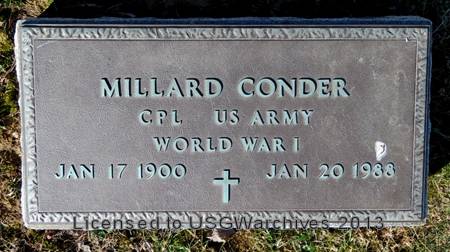 MILLARD CONDER
CPL US ARMY
WORLD WAR I
JAN 17 1900 JAN 20 1988
Licensed to USGWarchives 2013